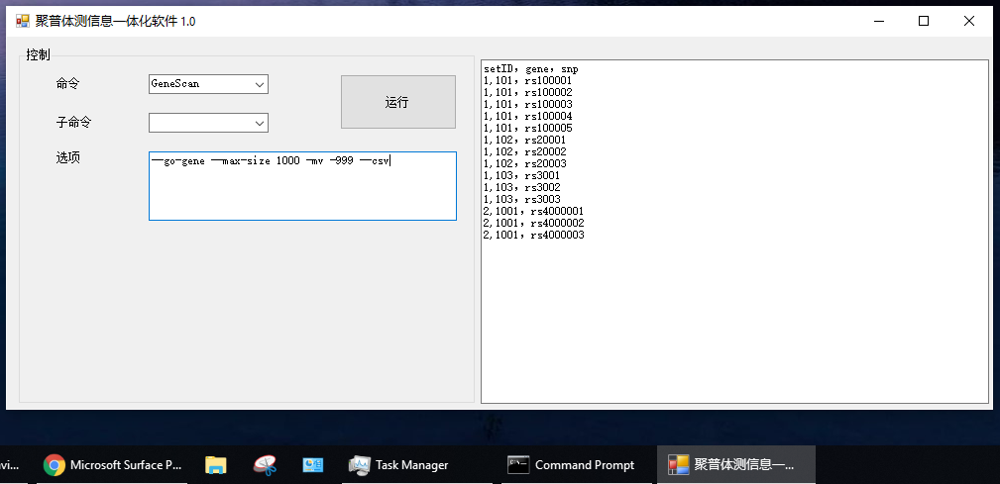 聚普体测信息一体化软件 1.0
控制
命令
GeneScan
运行
子命令
选项
--go-gene --max-size 1000 -mv -999 --csv
setID, gene, snp
1,101, rs100001
1,101, rs100002
1,101, rs100003
1,101, rs100004
1,101, rs100005
1,102, rs20001
1,102, rs20002
1,102, rs20003
1,103, rs3001
1,103, rs3002
1,103, rs3003
2,1001, rs4000001
2,1001, rs4000002
2,1001, rs4000003
vi...
Microsoft Surface P...
Task Manager
Command Prompt
聚普体测信息一...